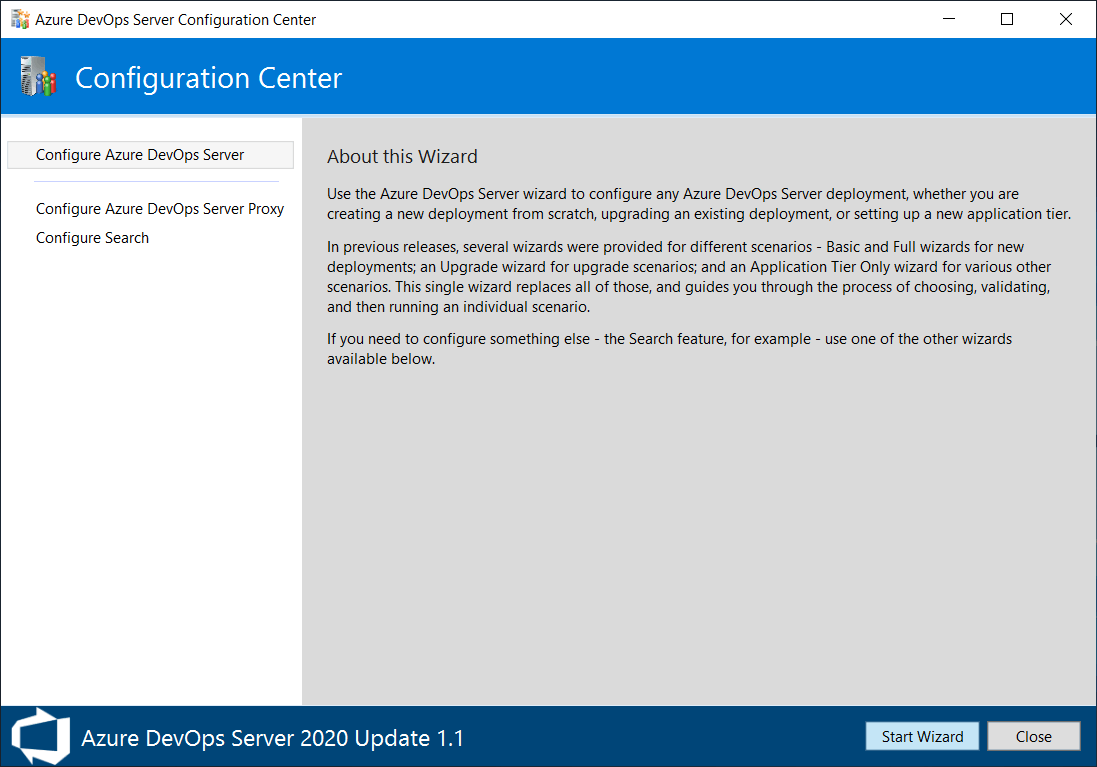 Azure DevOps Server Configuration Center
Configuration Center
Configure Azure DevOps Server
Configure Azure DevOps Server Proxy
Configure Search
About this Wizard
Use the Azure DevOps Server wizard to configure any Azure DevOps Server deployment, whether you are
creating a new deployment from scratch, upgrading an existing deployment, or setting up a new application tier.
In previous releases, several wizards were provided for different scenarios - Basic and Full wizards for new
deployments; an Upgrade wizard for upgrade scenarios; and an Application Tier Only wizard for various other
scenarios. This single wizard replaces all of those, and guides you through the process of choosing, validating,
and then running an individual scenario.
If you need to configure something else - the Search feature, for example - use one of the other wizards
available below.
Azure DevOps Server 2020 Update 1.1
Start Wizard
Close